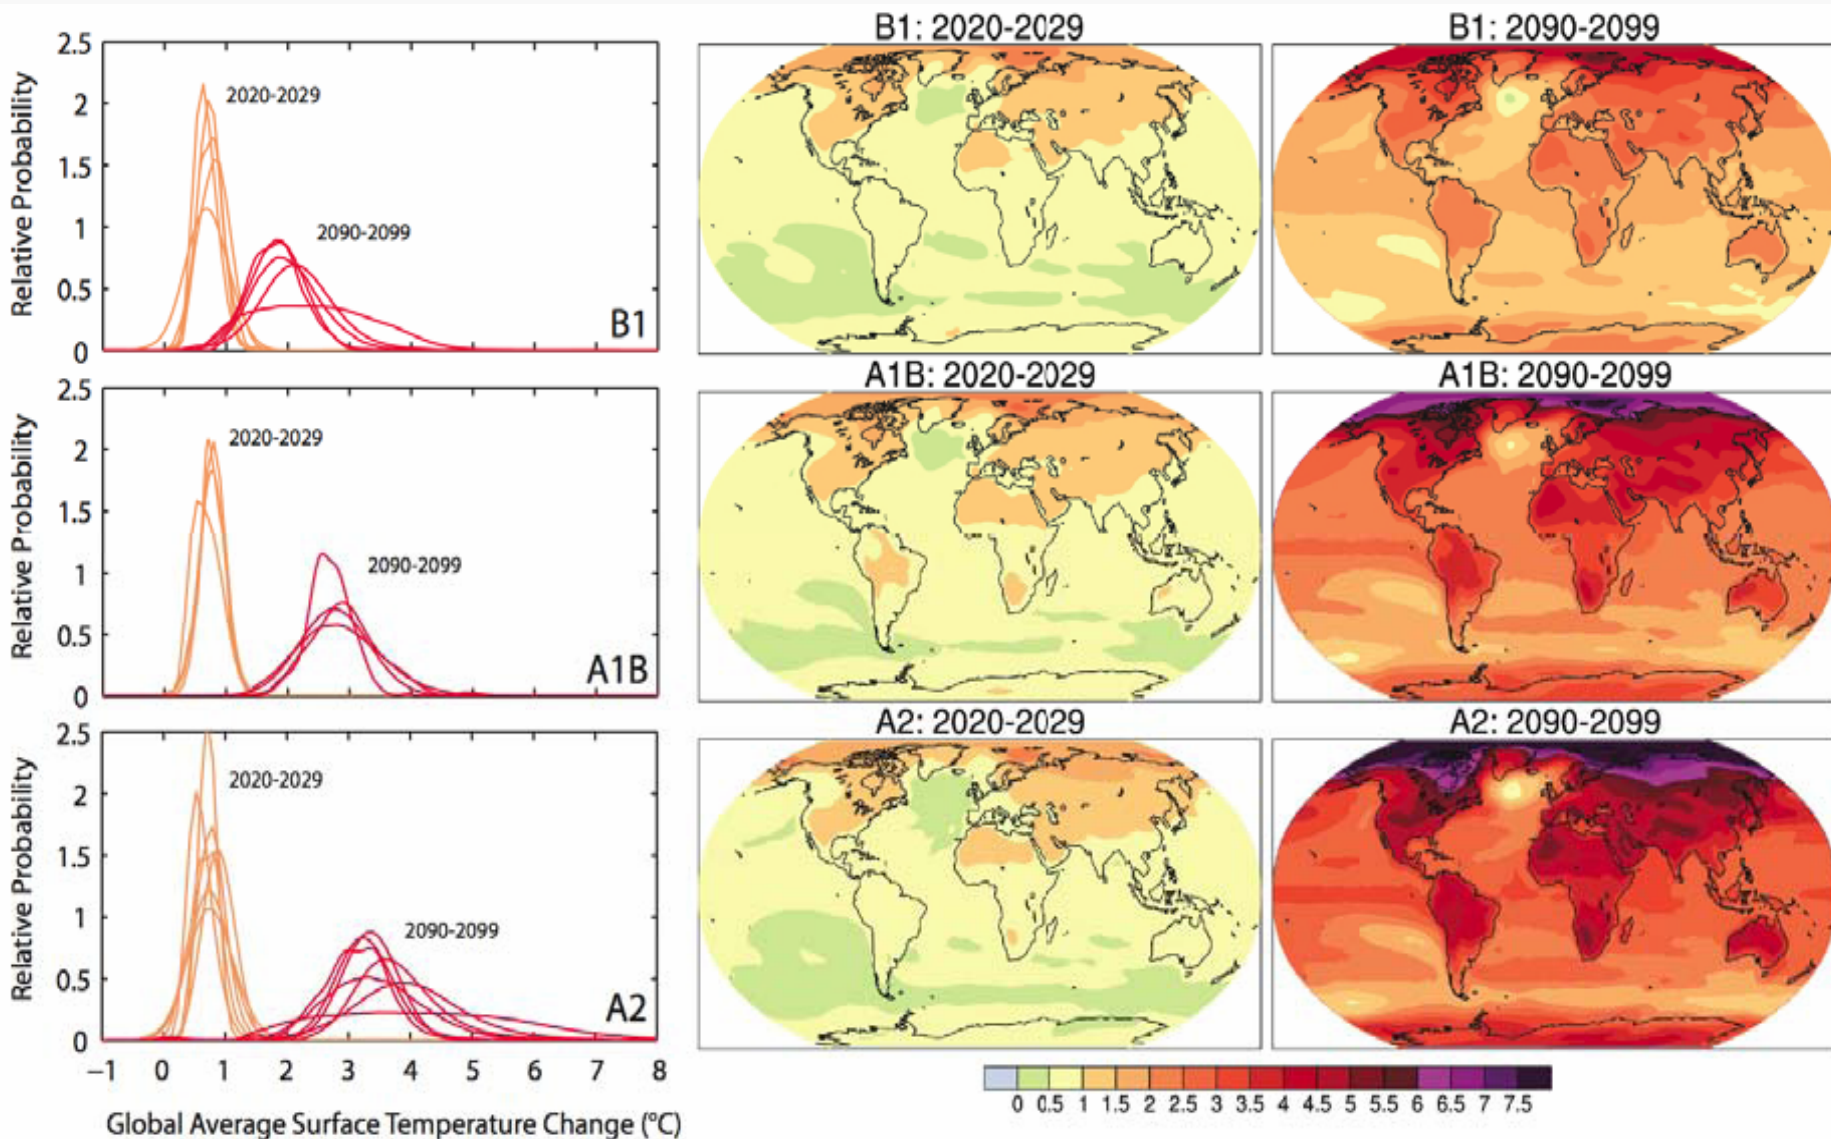 B1: 2020-2029
B1: 2090-2099
Relative Probability
2.5
2
1.5
1
0.5
0
2020-2029
2090-2099
B1
A1B: 2020-2029
A1B: 2090-2099
Relative Probability
2.5
2
1.5
1
0.5
0
2020-2029
2090-2099
A1B
A2: 2020-2029
A2: 2090-2099
Relative Probability
2.5
2
1.5
1
0.5
0
2020-2029
2090-2099
A2
−1 0 1 2 3 4 5 6 7 8
Global Average Surface Temperature Change (°C)
0 0.5 1 1.5 2 2.5 3 3.5 4 4.5 5 5.5 6 6.5 7 7.5